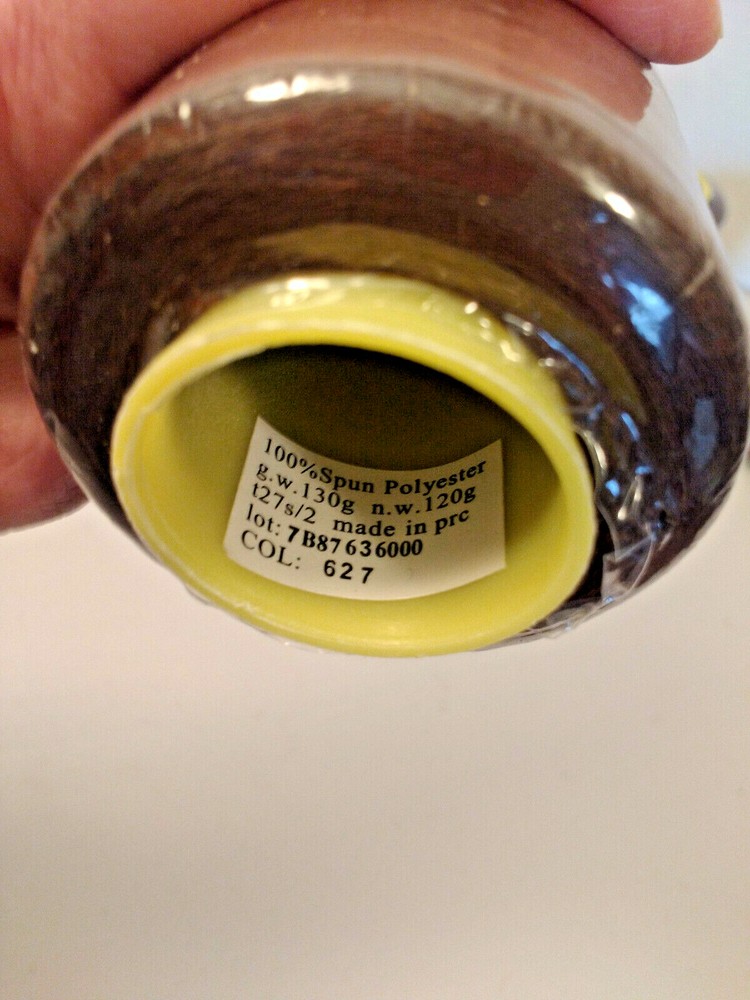 100%Spun Polyester
g.w.130g n.w.120g
t27s/2 made in prc
lot: 7B87636000
COL: 627